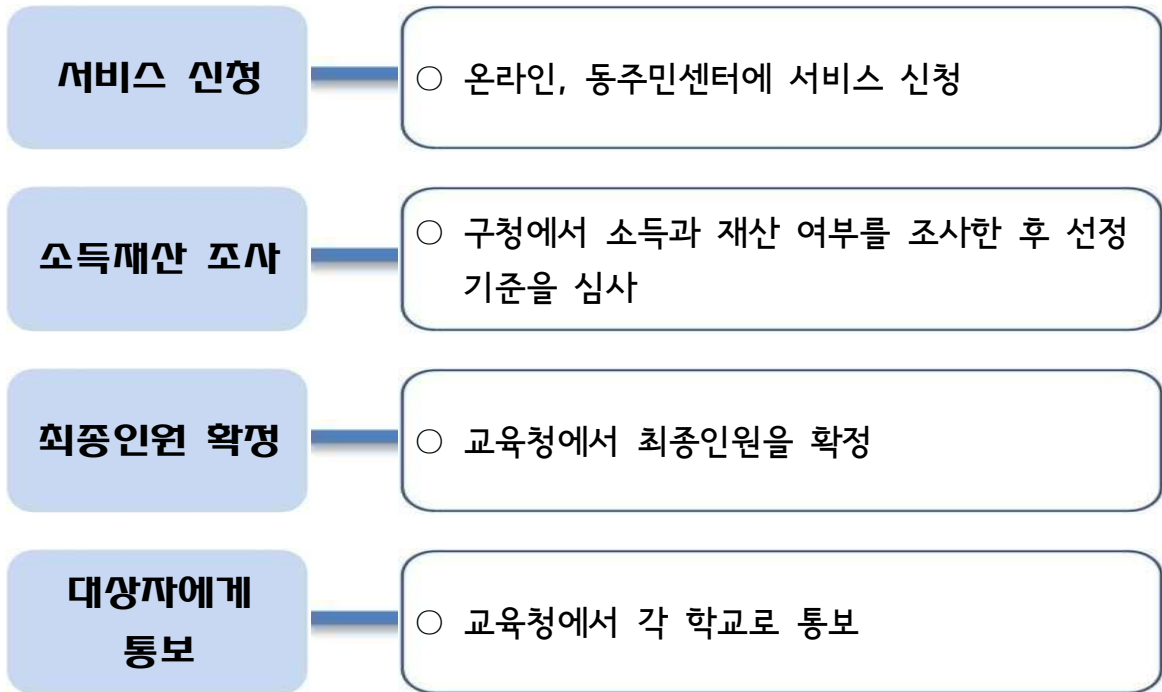 서비스 신청
○ 온라인, 동주민센터에 서비스 신청
소득재산 조사
○ 구청에서 소득과 재산 여부를 조사한 후 선정
기준을 심사
최종인원 확정
○ 교육청에서 최종인원을 확정
대상자에게
통보
○ 교육청에서 각 학교로 통보